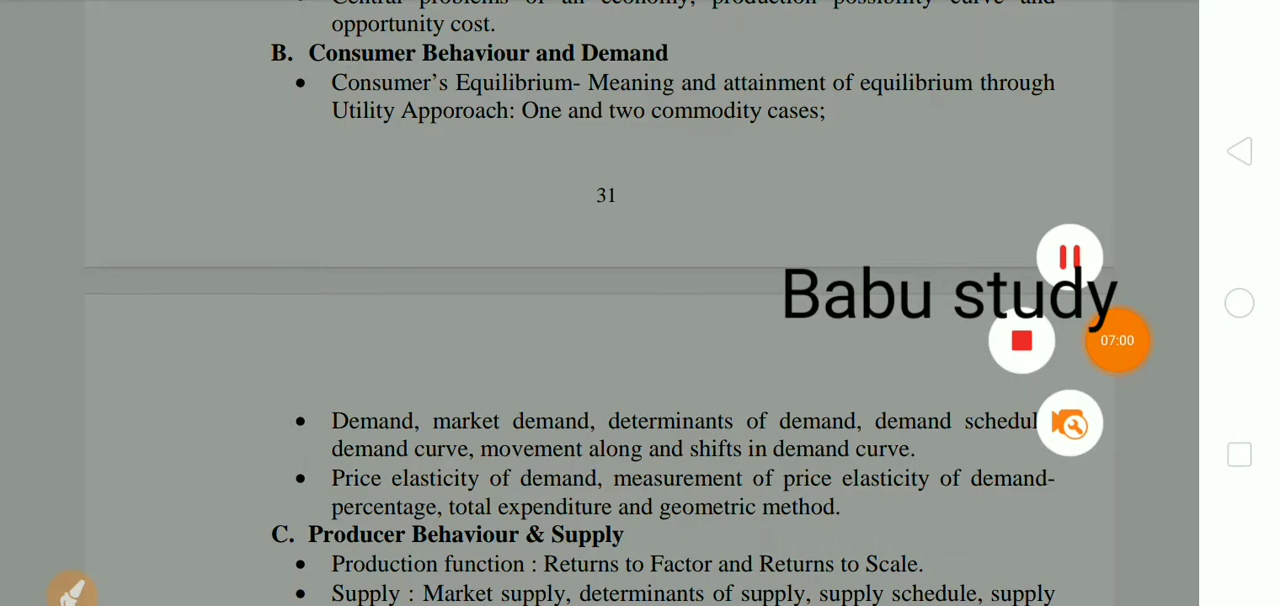 opportunity cost.
B. Consumer Behaviour and Demand
• Consumer's Equilibrium- Meaning and attainment of equilibrium through
Utility Apporoach: One and two commodity cases;
31
Babu study
07:00
• Demand, market demand, determinants of demand, demand schedul
demand curve, movement along and shifts in demand curve.
• Price elasticity of demand, measurement of price elasticity of demand-
percentage, total expenditure and geometric method.
C. Producer Behaviour & Supply
• Production function : Returns to Factor and Returns to Scale.
• Supply : Market supply, determinants of supply, supply schedule, supply